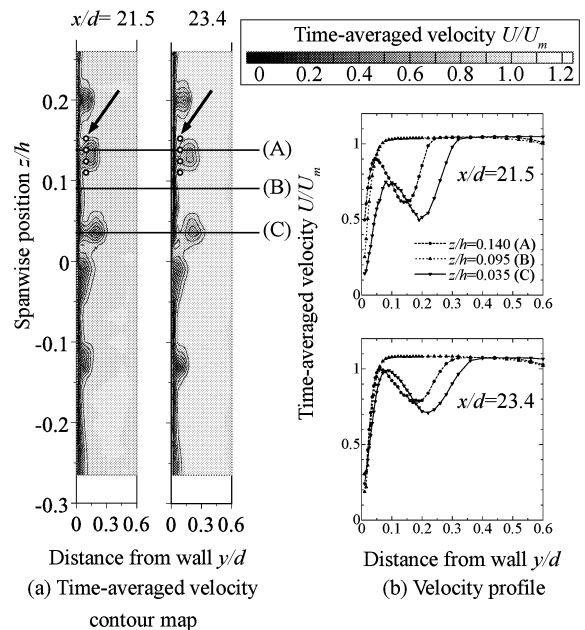 x/d= 21.5
23.4
Time-averaged velocity U/Um
0 0.2 0.4 0.6 0.8 1.0 1.2
Spanwise position z/h
0.2
0.1
0
-0.1
-0.2
-0.3
(A)
(B)
(C)
0 0.3 0.6
0 0.3 0.6
Distance from wall y/d
(a) Time-averaged velocity
contour map
Time-averaged velocity U/Um
1
0.5
0
x/d=21.5
z/h=0.140 (A)
z/h=0.095 (B)
z/h=0.035 (C)
0 0.1 0.2 0.3 0.4 0.5 0.6
1
0.5
0
x/d=23.4
0 0.1 0.2 0.3 0.4 0.5 0.6
Distance from wall y/d
(b) Velocity profile